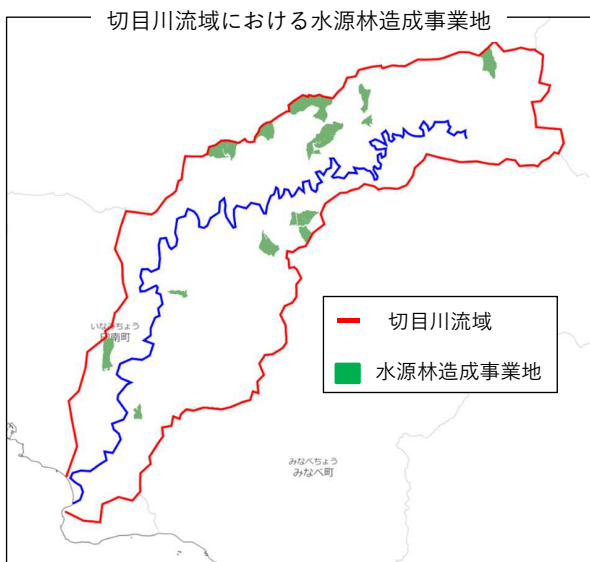 切目川流域における水源林造成事業地
いなみちょう
印南町
切目川流域
水源林造成事業地
みなべちょう
みなべ町